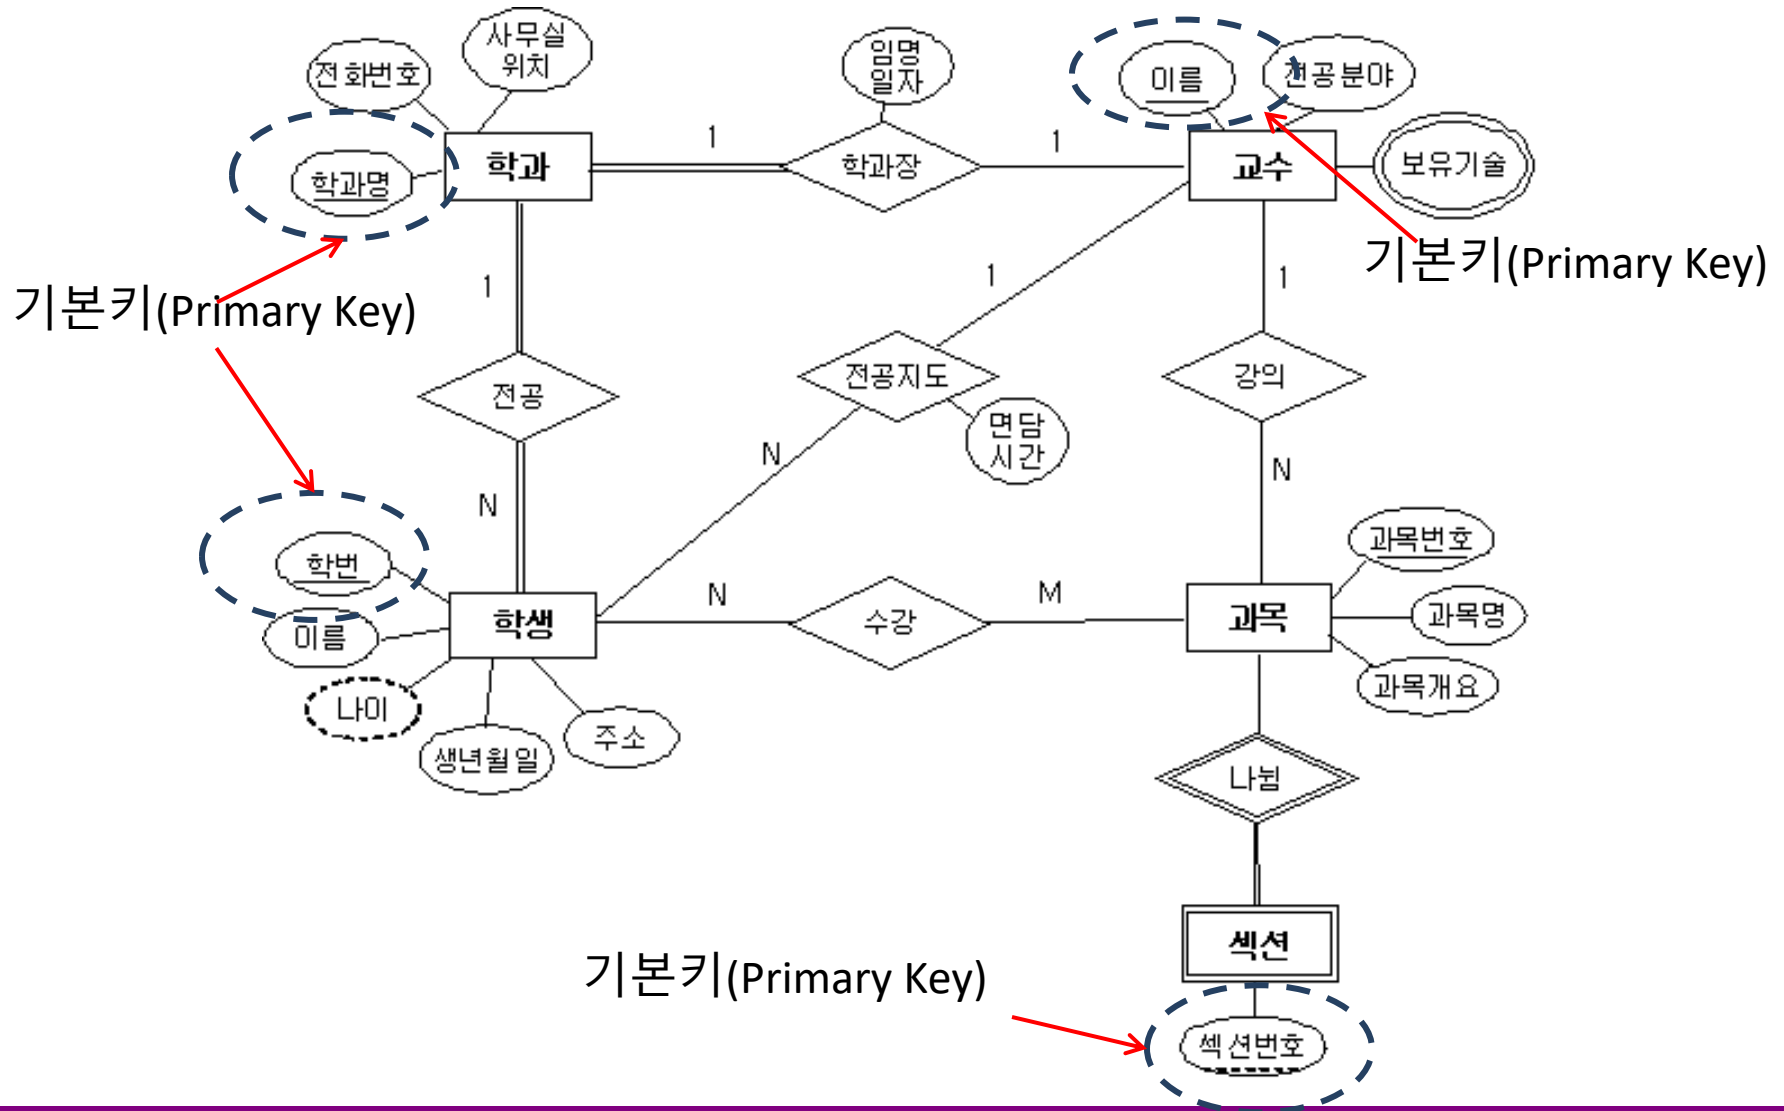 사무실
위치
전화번호
학과명
학과
1
임명
일자
학과장
1
이름
전공분야
교수
보유기술
기본키(Primary Key)
기본키(Primary Key)
1
1
1
전공
전공지도
면담
시간
강의
N
N
N
학번
이름
나이
생년월일
주소
학생
N
수강
M
과목
과목번호
과목명
과목개요
나뉨
섹션
기본키(Primary Key)
섹션번호